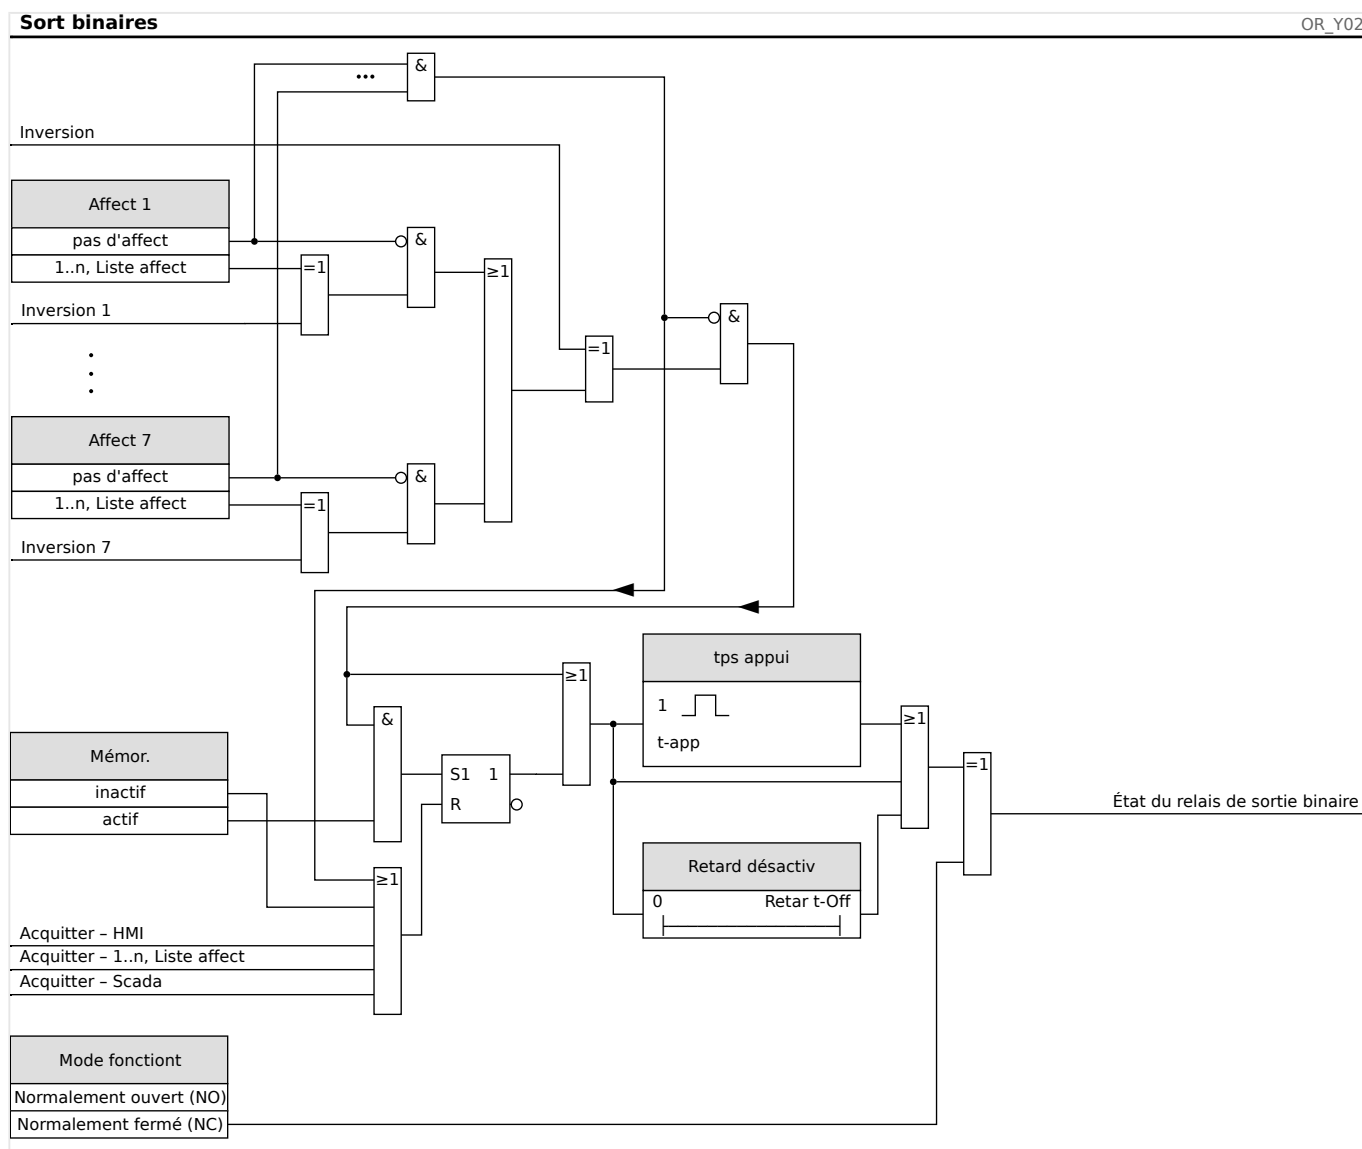 Sort binaires
OR_Y02
&
...
Inversion
Affect 1
pas d'affect
1..n, Liste affect
=1
&
≥1
Inversion 1
=1
&
Affect 7
pas d'affect
1..n, Liste affect
=1
&
Inversion 7
tps appui
1
t-app
≥1
≥1
&
Mémor.
inactif
actif
S1 1
R
=1
État du relais de sortie binaire
Retard désactiv
0 Retar t-Off
≥1
Acquitter – HMI
Acquitter – 1..n, Liste affect
Acquitter – Scada
Mode fonctiont
Normalement ouvert (NO)
Normalement fermé (NC)